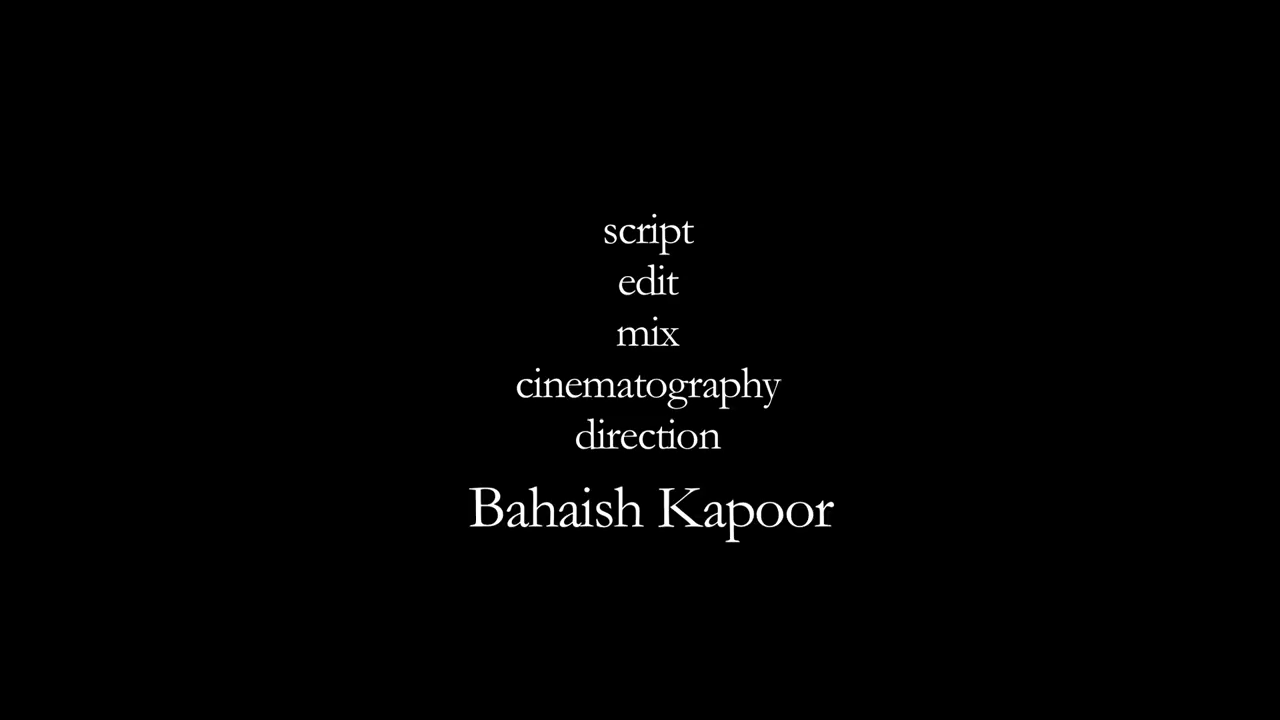 script
edit
mix
cinematography
direction
Bahaish Kapoor